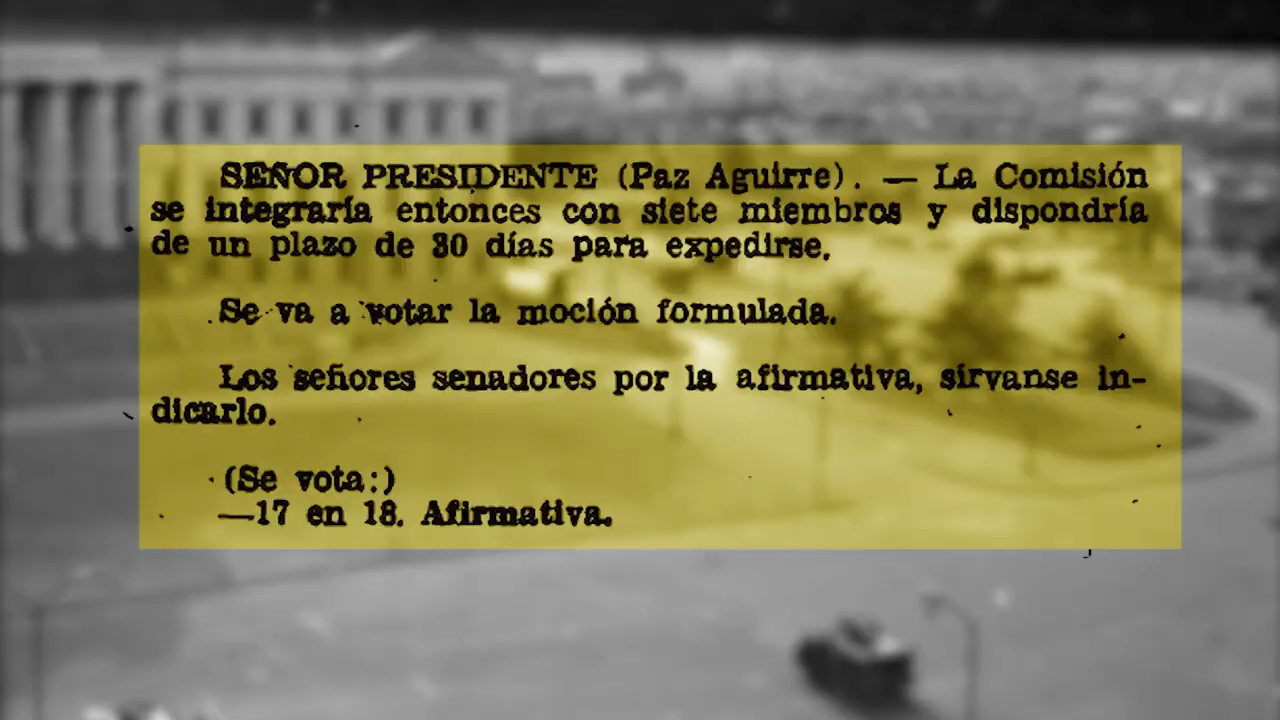 SEÑOR PRESIDENTE (Paz Aguirre). — La Comisión
se integraría entonces con siete miembros y dispondría
de un plazo de 30 días para expedirse.
Se va a votar la moción formulada.
Los señores senadores por la afirmativa, sírvanse in-
dicarlo.
(Se vota:)
—17 en 18. Afirmativa.